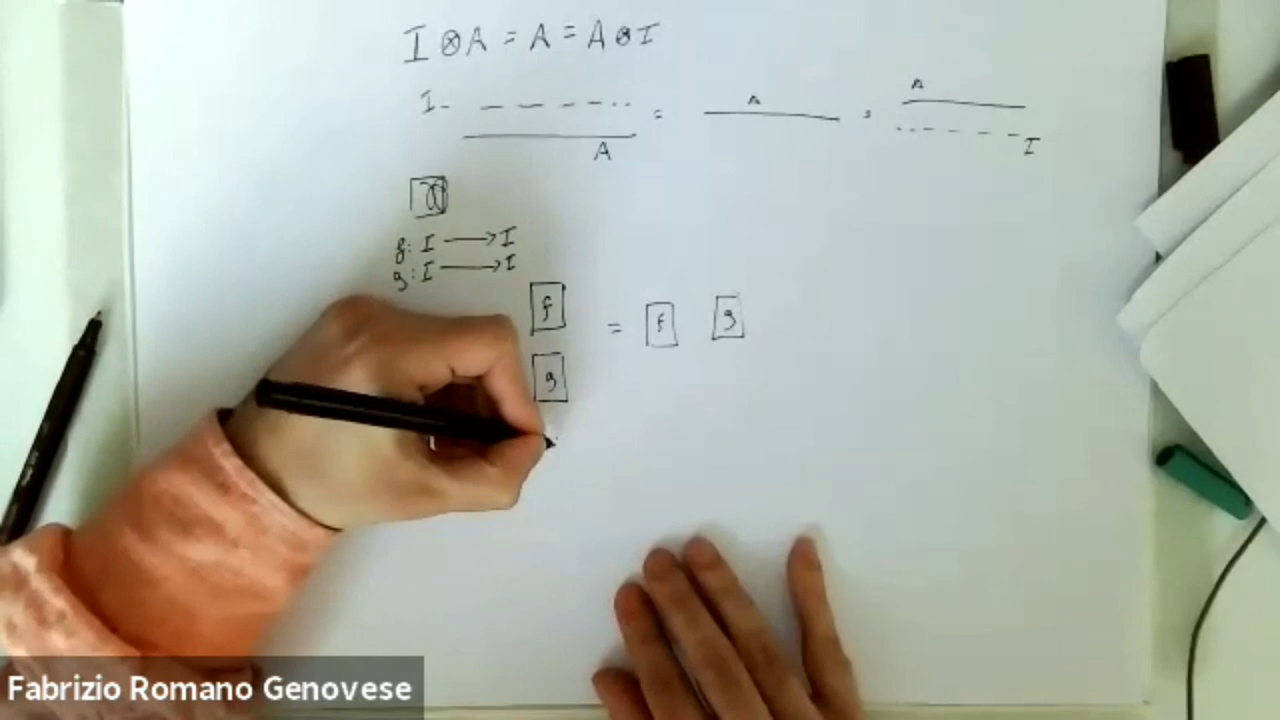 I ⊗ A = A = A ⊗ I
I A = A = A I
f: I → I
g: I → I
f = f g
g
Fabrizio Romano Genovese